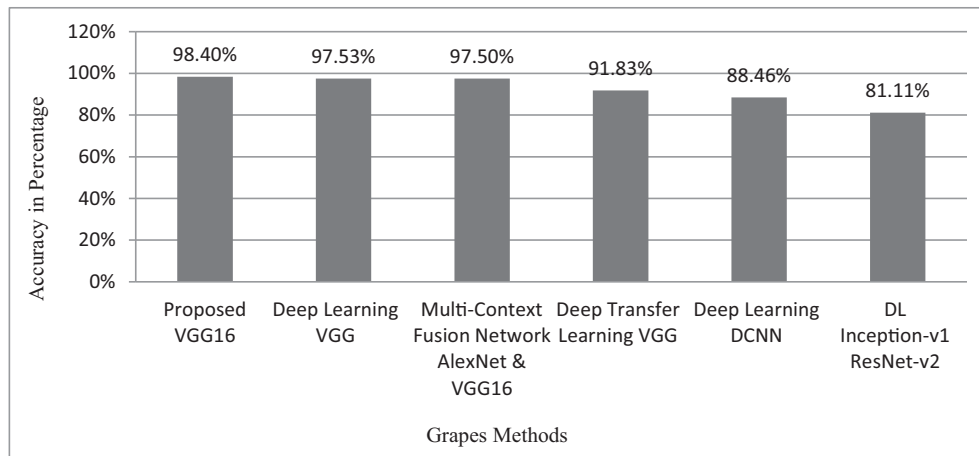 120%
100%
80%
60%
40%
20%
0%
Accuracy in Percentage
98.40%
97.53%
97.50%
91.83%
88.46%
81.11%
Proposed
VGG16
Deep Learning
VGG
Multi-Context
Fusion Network
AlexNet &
VGG16
Deep Transfer
Learning VGG
Deep Learning
DCNN
DL
Inception-v1
ResNet-v2
Grapes Methods